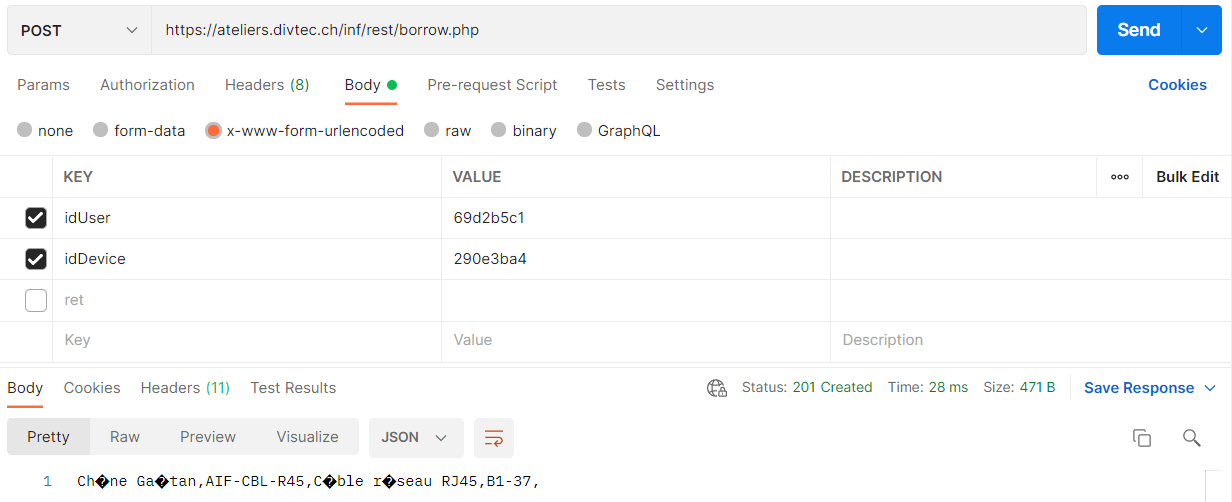 POST https://ateliers.divtec.ch/inf/rest/borrow.php Send
Params Authorization Headers (8) Body Pre-request Script Tests Settings Cookies
none form-data x-www-form-urlencoded raw binary GraphQL
KEY VALUE DESCRIPTION ooo Bulk Edit
idUser 69d2b5c1
idDevice 290e3ba4
ret
Key Value Description
Body Cookies Headers (11) Test Results Status: 201 Created Time: 28 ms Size: 471 B Save Response
Pretty Raw Preview Visualize JSON
1 Ch�ne Ga�tan,AIF-CBL-R45,C�ble r�seau RJ45,B1-37,